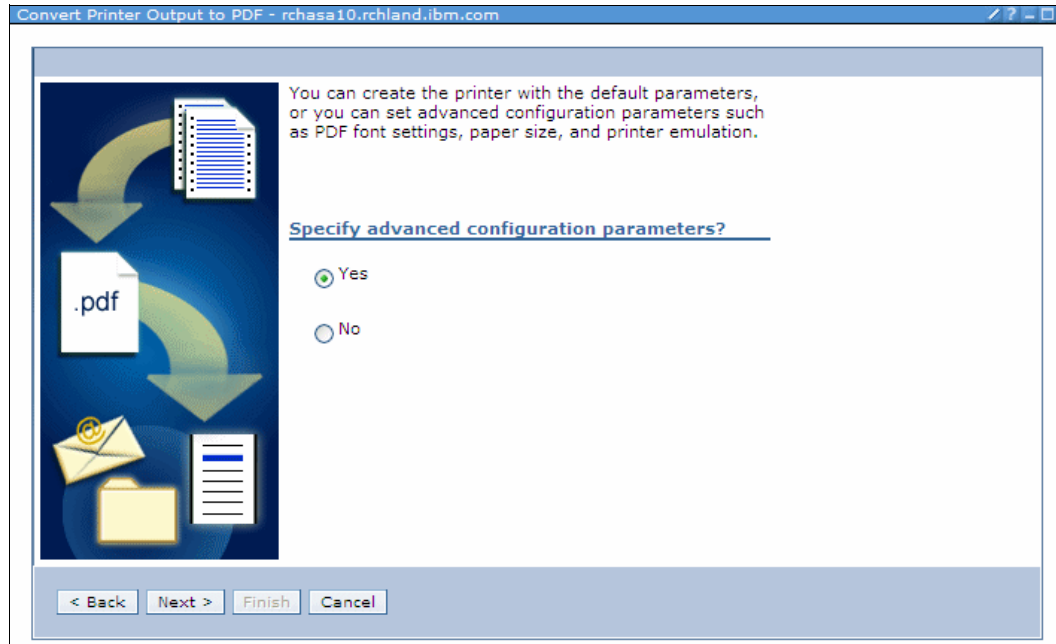 Convert Printer Output to PDF - rchasa10.rchland.ibm.com
You can create the printer with the default parameters,
or you can set advanced configuration parameters such
as PDF font settings, paper size, and printer emulation.
Specify advanced configuration parameters?
Yes
No
.pdf
@
< Back Next > Finish Cancel